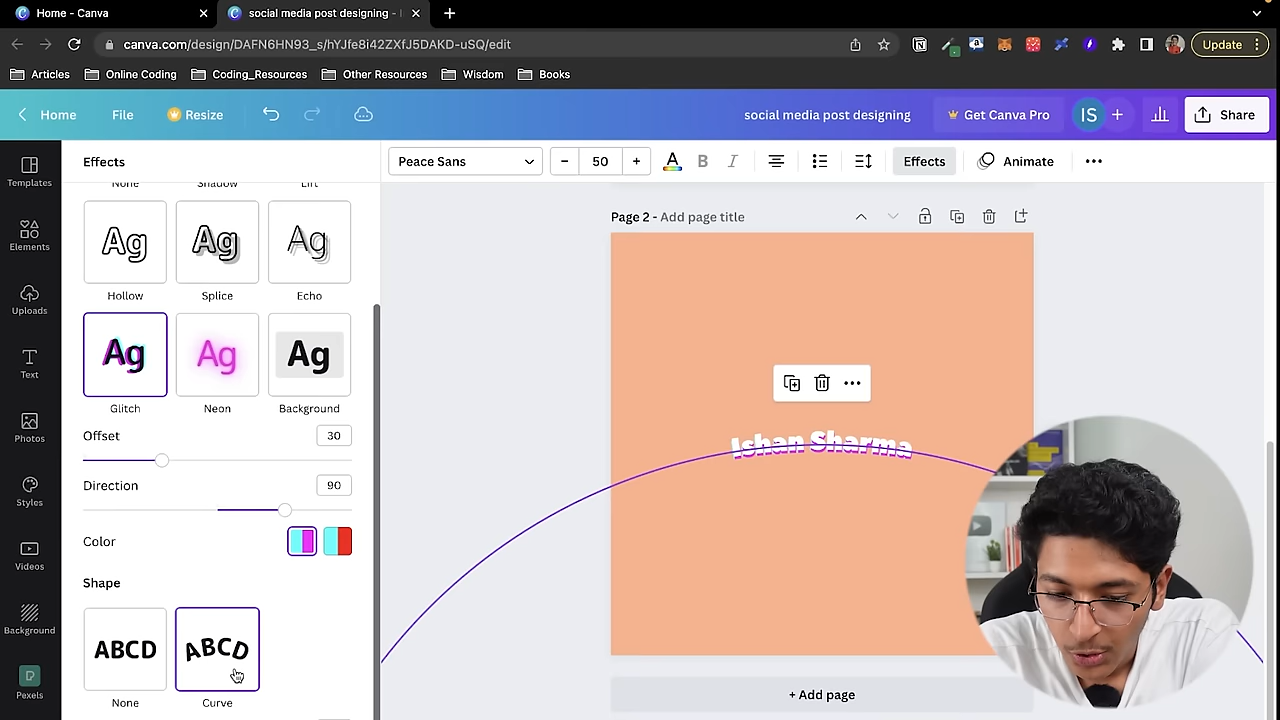 Home - Canva
social media post designing -
canva.com/design/DAFN6HN93_s/hYJfe8i42ZXfJ5DAKD-uSQ/edit
Update
Articles
Online Coding
Coding_Resources
Other Resources
Wisdom
Books
Home
File
Resize
social media post designing
Get Canva Pro
IS
Share
Templates
Elements
Uploads
Text
Photos
Styles
Videos
Background
Pexels
Effects
Peace Sans
50
A
B
I
Effects
Animate
None
Shadow
Lift
Ag
Ag
Ag
Hollow
Splice
Echo
Ag
Ag
Ag
Glitch
Neon
Background
Offset
30
Direction
90
Color
Shape
ABCD
ABCD
None
Curve
Page 2 - Add page title
Ishan Sharma
+ Add page